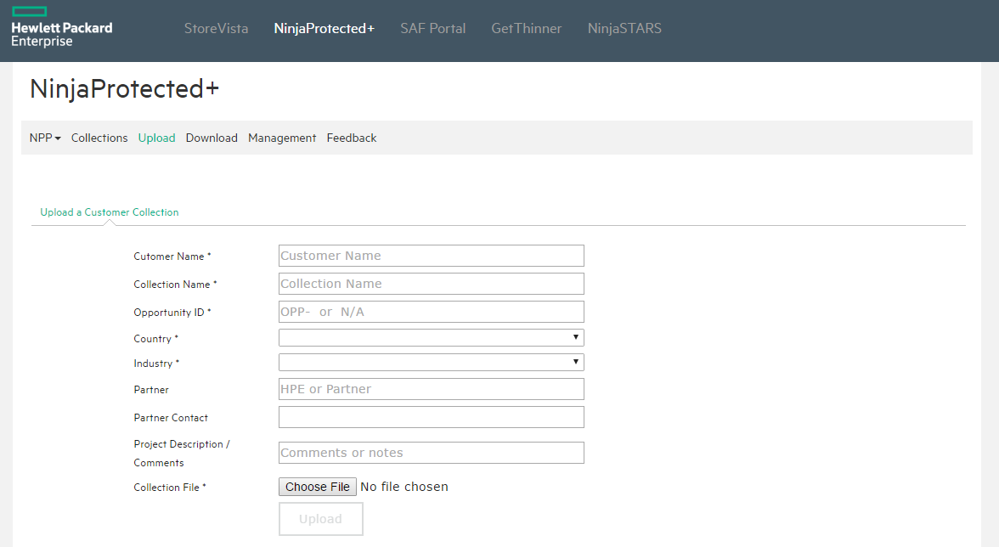 Hewlett Packard
Enterprise
StoreVista NinjaProtected+ SAF Portal GetThinner NinjaSTARS
NinjaProtected+
NPP Collections Upload Download Management Feedback
Upload a Customer Collection
Cutomer Name * Customer Name
Collection Name * Collection Name
Opportunity ID * OPP- or N/A
Country *
Industry *
Partner HPE or Partner
Partner Contact
Project Description /
Comments Comments or notes
Collection File * Choose File No file chosen
Upload